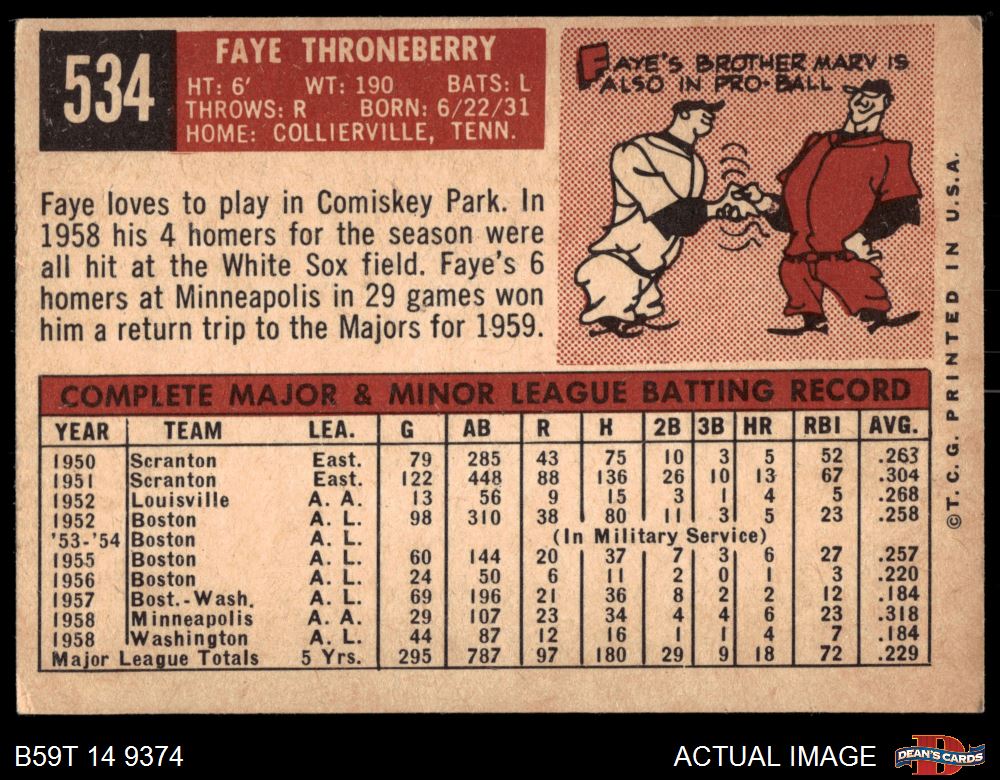 534
FAYE THRONEBERRY
HT: 6' WT: 190 BATS: L
THROWS: R BORN: 6/22/31
HOME: COLLIERVILLE, TENN.
FAYE'S BROTHER MARV IS
ALSO IN PRO-BALL
Faye loves to play in Comiskey Park. In
1958 his 4 homers for the season were
all hit at the White Sox field. Faye's 6
homers at Minneapolis in 29 games won
him a return trip to the Majors for 1959.
COMPLETE MAJOR & MINOR LEAGUE BATTING RECORD
YEAR TEAM LEA. G AB R H 2B 3B HR RBI AVG.
1950 Scranton East. 79 285 43 75 10 3 5 52 .263
1951 Scranton East. 122 448 88 136 26 10 13 67 .304
1952 Louisville A. A. 13 56 9 15 3 1 4 5 .268
1952 Boston A. L. 98 310 38 80 11 3 5 23 .258
'53-'54 Boston A. L. (In Military Service)
1955 Boston A. L. 60 144 20 37 7 3 6 27 .257
1956 Boston A. L. 24 50 6 11 2 0 1 3 .220
1957 Bost.-Wash. A. L. 69 196 21 36 8 2 2 12 .184
1958 Minneapolis A. A. 29 107 23 34 4 4 6 23 .318
1958 Washington A. L. 44 87 12 16 1 1 4 7 .184
Major League Totals 5 Yrs. 295 787 97 180 29 9 18 72 .229
©T. C. G. PRINTED IN U.S.A.
B59T 14 9374
ACTUAL IMAGE
D
DEAN'S CARDS